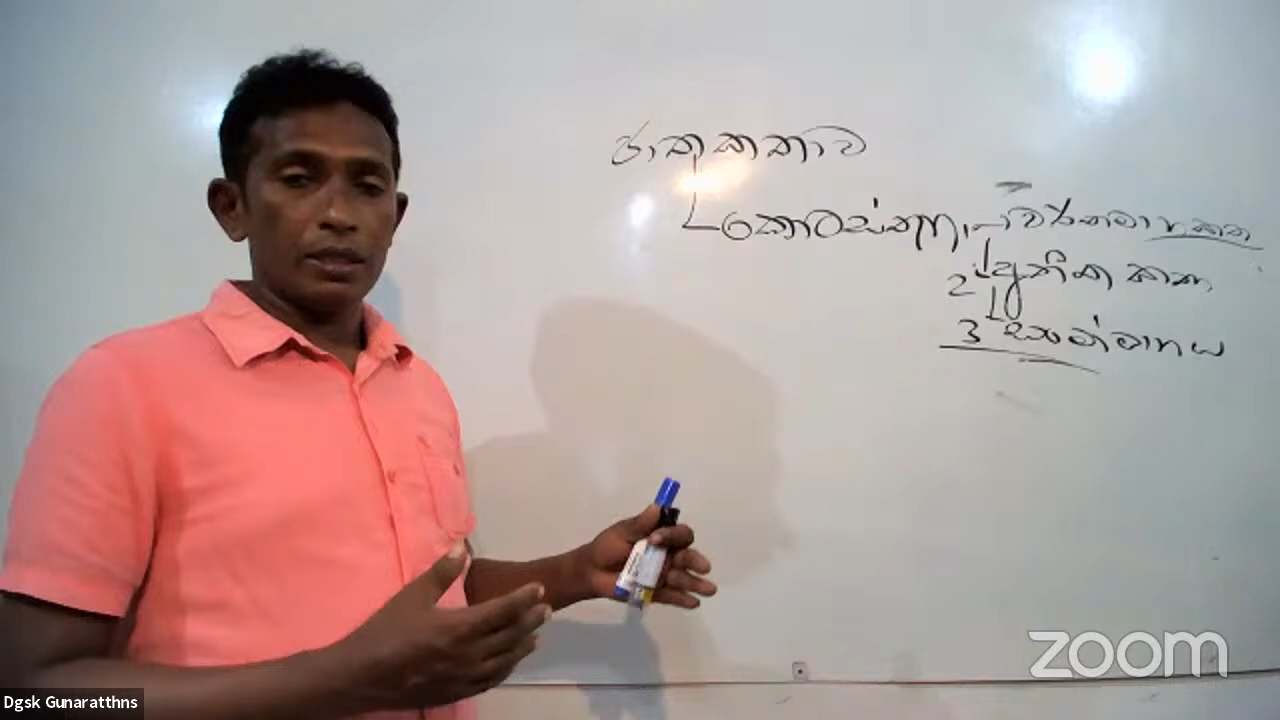 ජාතක කතාව
කොටස් තුන, වර්තමාන කතා
2 අතීත කතා
3 සමෝධානය
zoom
Dgsk Gunaratthns